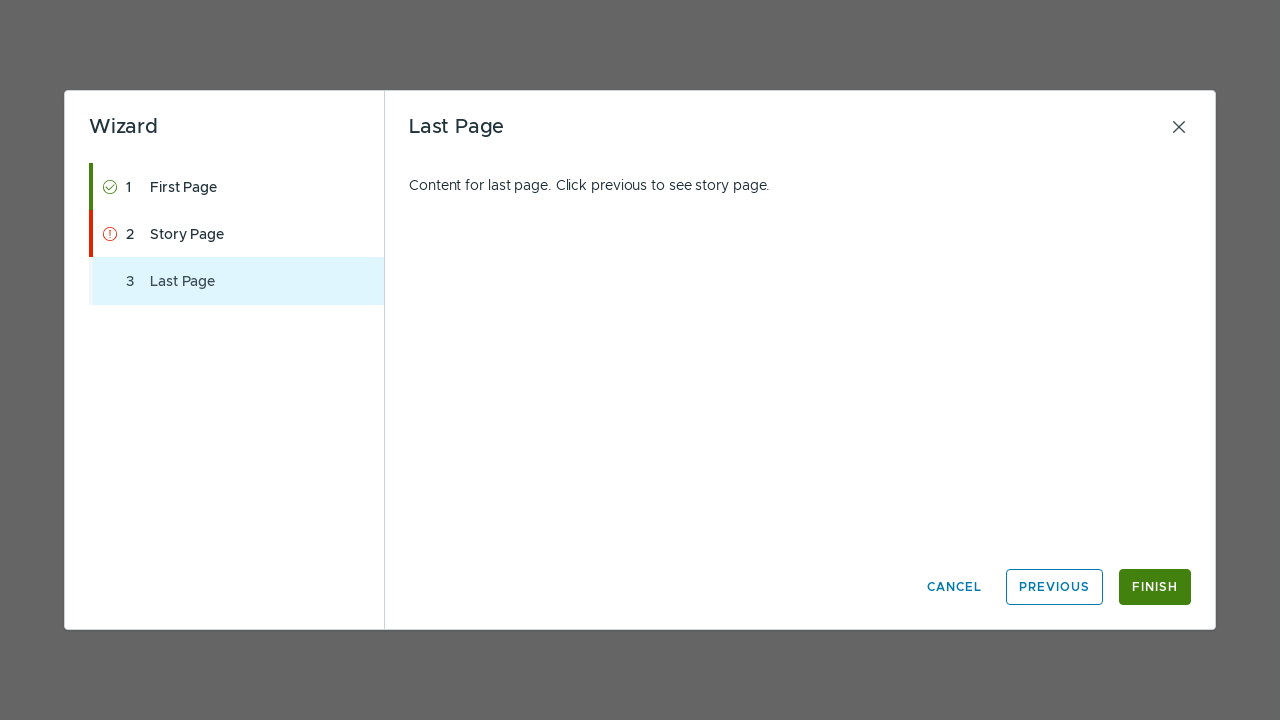 Wizard
1 First Page
2 Story Page
3 Last Page
Last Page
Content for last page. Click previous to see story page.
CANCEL PREVIOUS FINISH